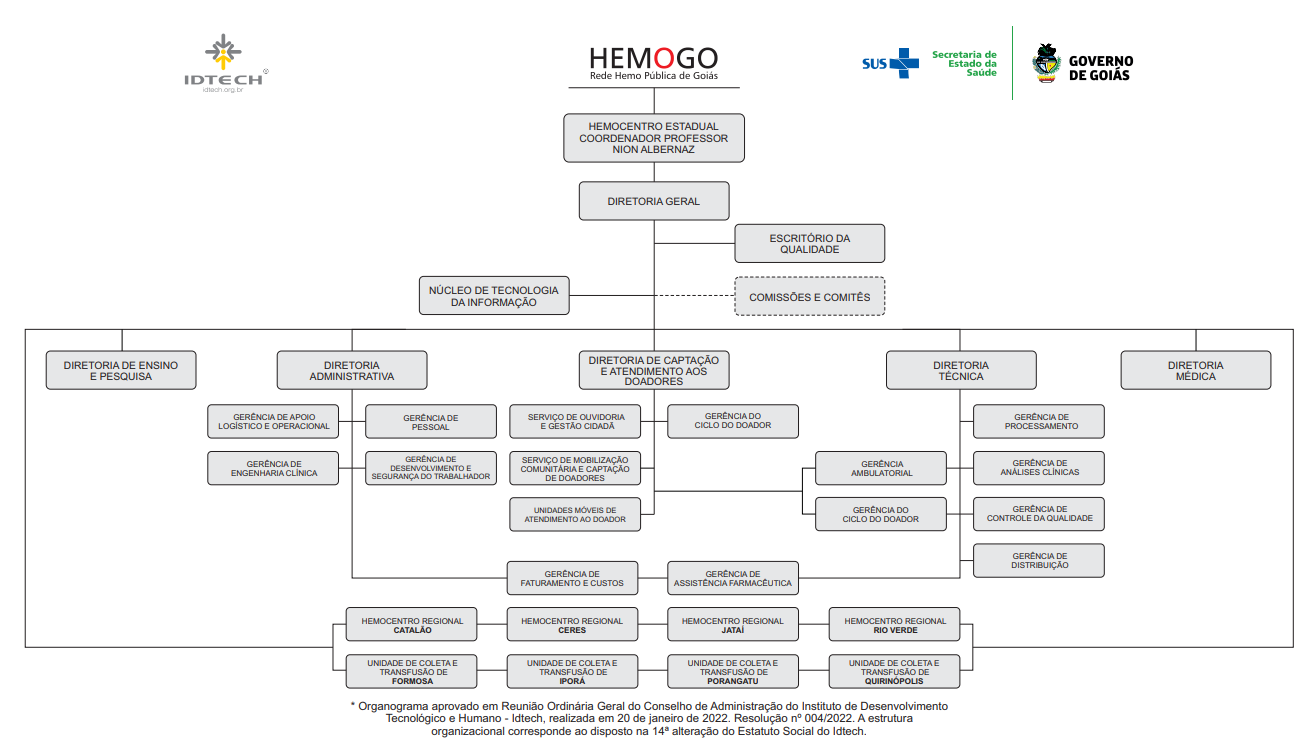 IDTECH®
idtech.org.br
HEMOGO
Rede Hemo Pública de Goiás
SUS
Secretaria de
Estado da
Saúde
GOVERNO
DE GOIÁS
HEMOCENTRO ESTADUAL
COORDENADOR PROFESSOR
NION ALBERNAZ
DIRETORIA GERAL
ESCRITÓRIO DA
QUALIDADE
NÚCLEO DE TECNOLOGIA
DA INFORMAÇÃO
COMISSÕES E COMITÊS
DIRETORIA DE ENSINO
E PESQUISA
DIRETORIA
ADMINISTRATIVA
DIRETORIA DE CAPTAÇÃO
E ATENDIMENTO AOS
DOADORES
DIRETORIA
TÉCNICA
DIRETORIA
MÉDICA
GERÊNCIA DE APOIO
LOGÍSTICO E OPERACIONAL
GERÊNCIA DE
PESSOAL
SERVIÇO DE OUVIDORIA
E GESTÃO CIDADÃ
GERÊNCIA DO
CICLO DO DOADOR
GERÊNCIA DE
PROCESSAMENTO
GERÊNCIA DE
ENGENHARIA CLÍNICA
GERÊNCIA DE
DESENVOLVIMENTO E
SEGURANÇA DO TRABALHADOR
SERVIÇO DE MOBILIZAÇÃO
COMUNITÁRIA E CAPTAÇÃO
DE DOADORES
GERÊNCIA
AMBULATORIAL
GERÊNCIA DE
ANÁLISES CLÍNICAS
UNIDADES MÓVEIS DE
ATENDIMENTO AO DOADOR
GERÊNCIA DO
CICLO DO DOADOR
GERÊNCIA DE
CONTROLE DA QUALIDADE
GERÊNCIA DE
DISTRIBUIÇÃO
GERÊNCIA DE
FATURAMENTO E CUSTOS
GERÊNCIA DE
ASSISTÊNCIA FARMACÊUTICA
HEMOCENTRO REGIONAL
CATALÃO
HEMOCENTRO REGIONAL
CERES
HEMOCENTRO REGIONAL
JATAÍ
HEMOCENTRO REGIONAL
RIO VERDE
UNIDADE DE COLETA E
TRANSFUSÃO DE
FORMOSA
UNIDADE DE COLETA E
TRANSFUSÃO DE
IPORÁ
UNIDADE DE COLETA E
TRANSFUSÃO DE
PORANGATU
UNIDADE DE COLETA E
TRANSFUSÃO DE
QUIRINÓPOLIS
* Organograma aprovado em Reunião Ordinária Geral do Conselho de Administração do Instituto de Desenvolvimento
Tecnológico e Humano - Idtech, realizada em 20 de janeiro de 2022. Resolução nº 004/2022. A estrutura
organizacional corresponde ao disposto na 14ª alteração do Estatuto Social do Idtech.